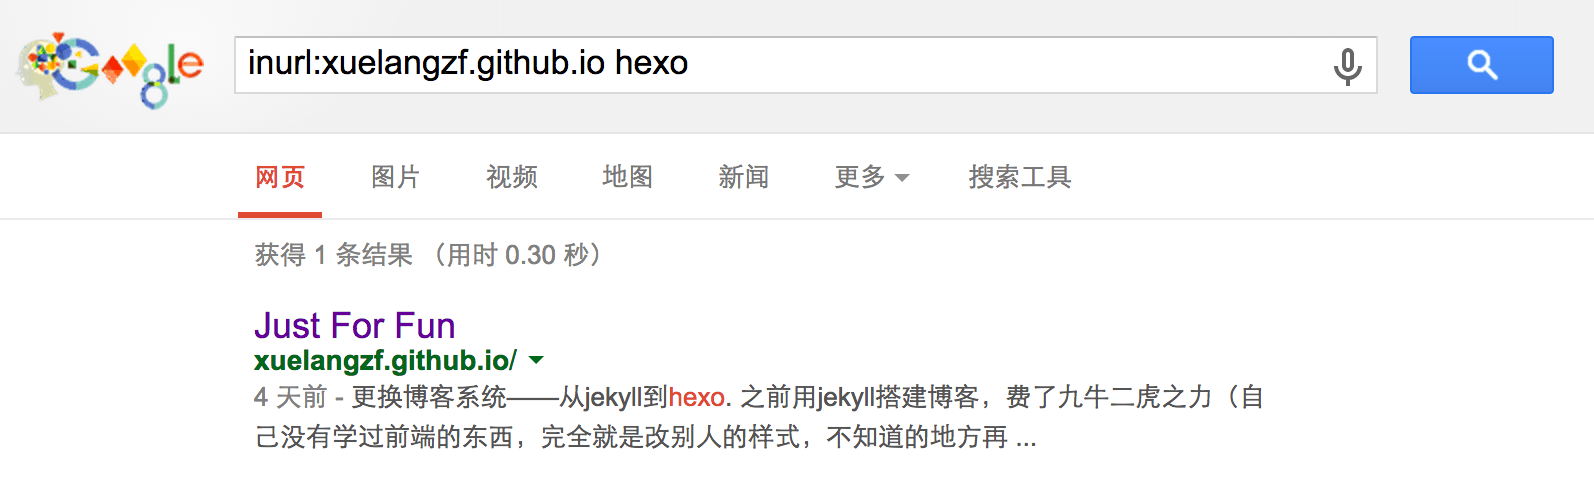 Google
inurl:xuelangzf.github.io hexo
网页 图片 视频 地图 新闻 更多 搜索工具
获得 1 条结果 （用时 0.30 秒）
Just For Fun
xuelangzf.github.io/
4 天前 - 更换博客系统——从jekyll到hexo. 之前用jekyll搭建博客，费了九牛二虎之力（自
己没有学过前端的东西，完全就是改别人的样式，不知道的地方再 ...